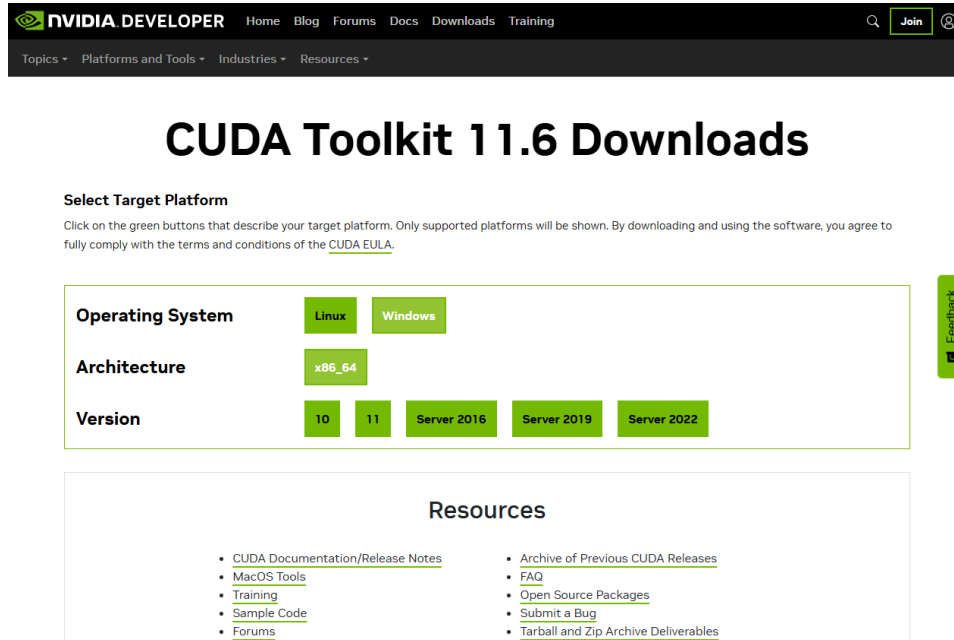 NVIDIA. DEVELOPER Home Blog Forums Docs Downloads Training Join
Topics Platforms and Tools Industries Resources
CUDA Toolkit 11.6 Downloads
Select Target Platform
Click on the green buttons that describe your target platform. Only supported platforms will be shown. By downloading and using the software, you agree to
fully comply with the terms and conditions of the CUDA EULA.
Feedback
Operating System Linux Windows
Architecture x86_64
Version 10 11 Server 2016 Server 2019 Server 2022
Resources
• CUDA Documentation/Release Notes
• MacOS Tools
• Training
• Sample Code
• Forums
• Archive of Previous CUDA Releases
• FAQ
• Open Source Packages
• Submit a Bug
• Tarball and Zip Archive Deliverables